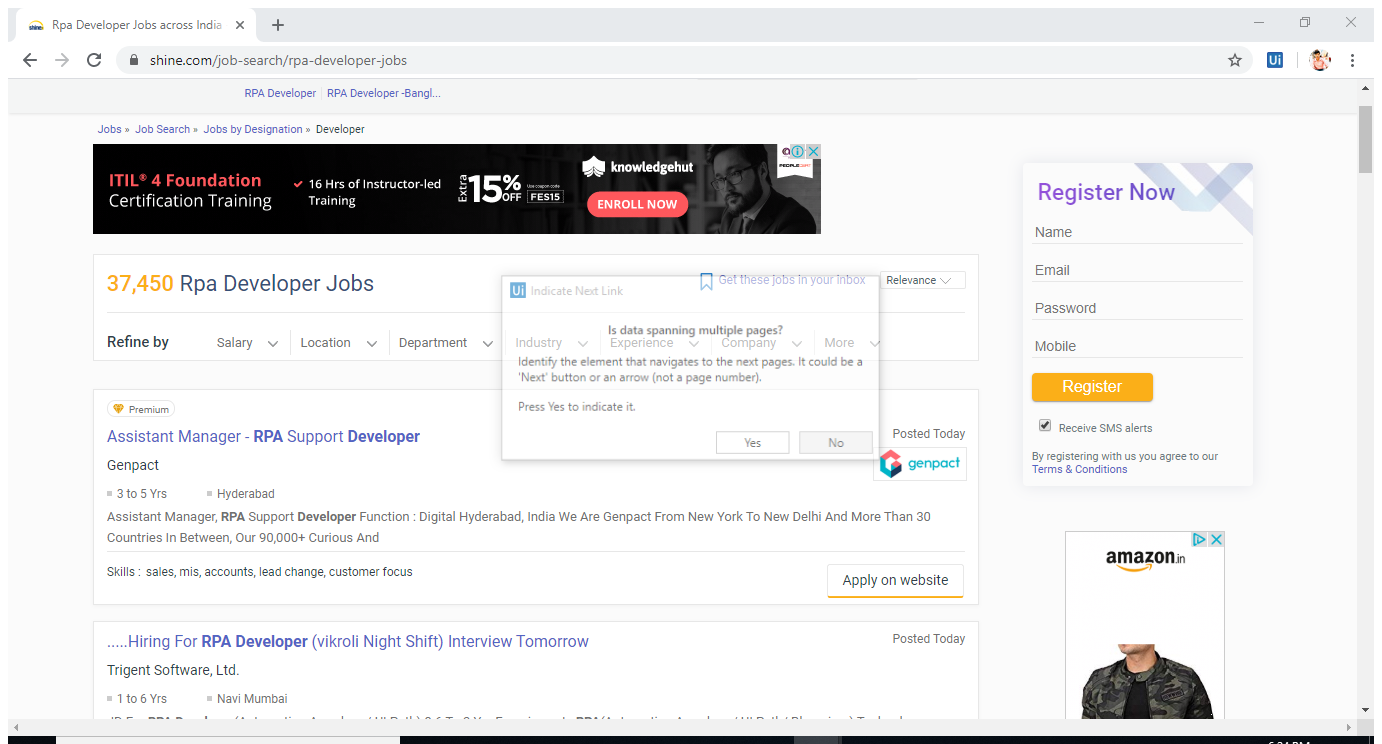 shine Rpa Developer Jobs across India
shine.com/job-search/rpa-developer-jobs
Ui
RPA Developer RPA Developer -Bangl...
Jobs » Job Search » Jobs by Designation » Developer
ITIL® 4 Foundation
Certification Training
16 Hrs of Instructor-led
Training
Extra 15% OFF
Use coupon code
FES15
knowledgehut
ENROLL NOW
PEOPLECERT
Register Now
Name
Email
Password
Mobile
Register
Receive SMS alerts
By registering with us you agree to our
Terms & Conditions
37,450 Rpa Developer Jobs
Get these jobs in your inbox
Relevance
Refine by Salary Location Department Industry Experience Company More
Ui Indicate Next Link
Is data spanning multiple pages?
Identify the element that navigates to the next pages. It could be a
'Next' button or an arrow (not a page number).
Press Yes to indicate it.
Yes No
Premium
Assistant Manager - RPA Support Developer
Posted Today
Genpact
genpact
3 to 5 Yrs Hyderabad
Assistant Manager, RPA Support Developer Function : Digital Hyderabad, India We Are Genpact From New York To New Delhi And More Than 30
Countries In Between, Our 90,000+ Curious And
Skills : sales, mis, accounts, lead change, customer focus
Apply on website
.....Hiring For RPA Developer (vikroli Night Shift) Interview Tomorrow
Posted Today
Trigent Software, Ltd.
1 to 6 Yrs Navi Mumbai
amazon.in